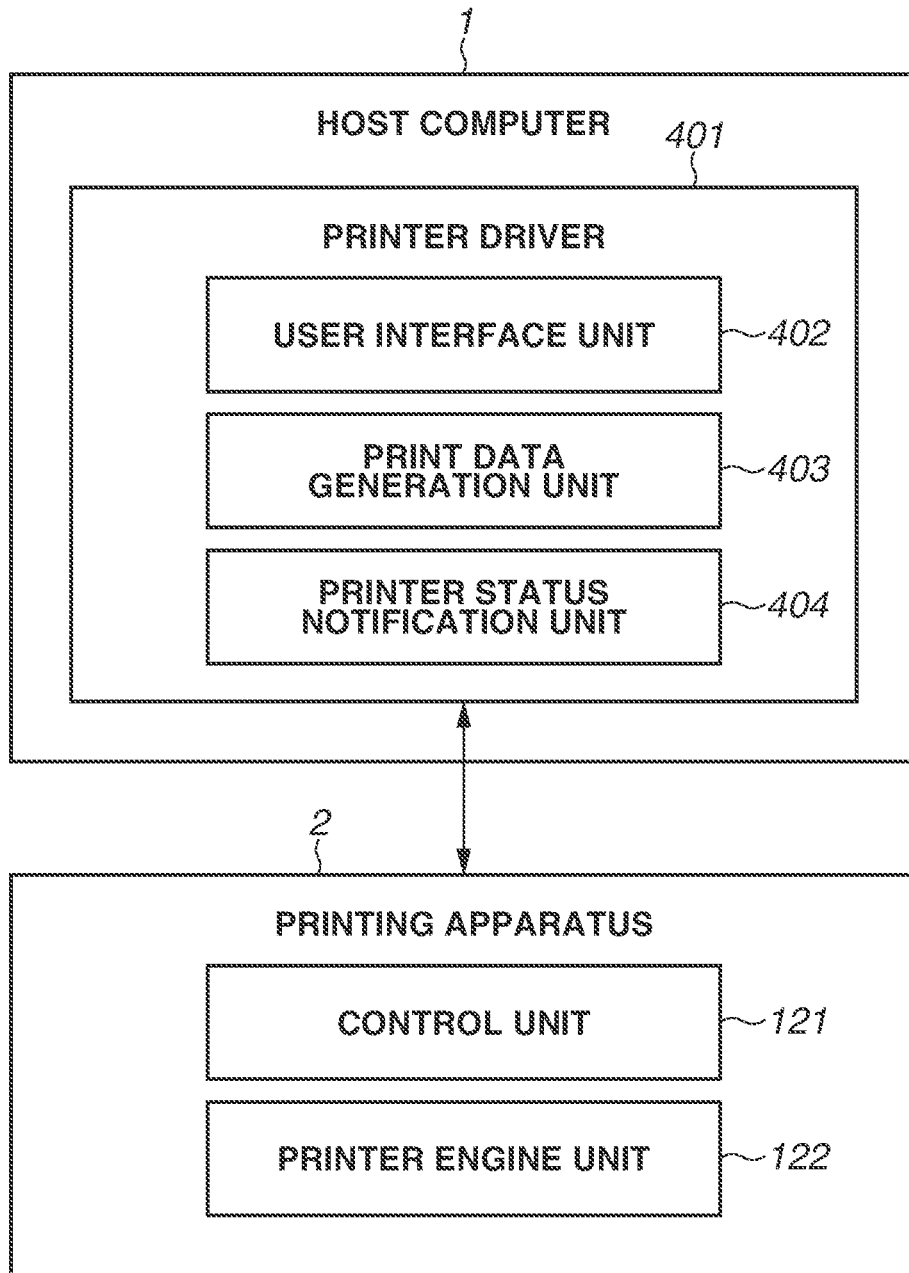 1
HOST COMPUTER
401
PRINTER DRIVER
USER INTERFACE UNIT
402
PRINT DATA
GENERATION UNIT
403
PRINTER STATUS
NOTIFICATION UNIT
404
2
PRINTING APPARATUS
CONTROL UNIT
121
PRINTER ENGINE UNIT
122